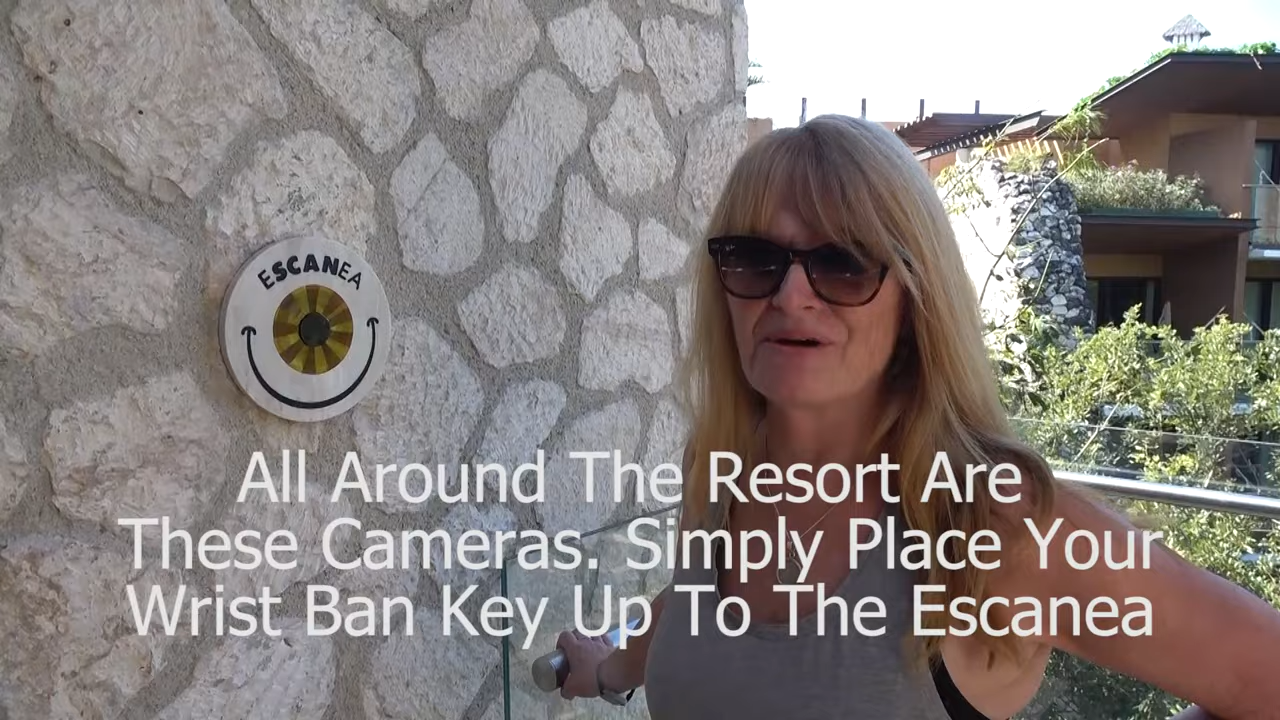 ESCANEA
All Around The Resort Are
These Cameras. Simply Place Your
Wrist Ban Key Up To The Escanea